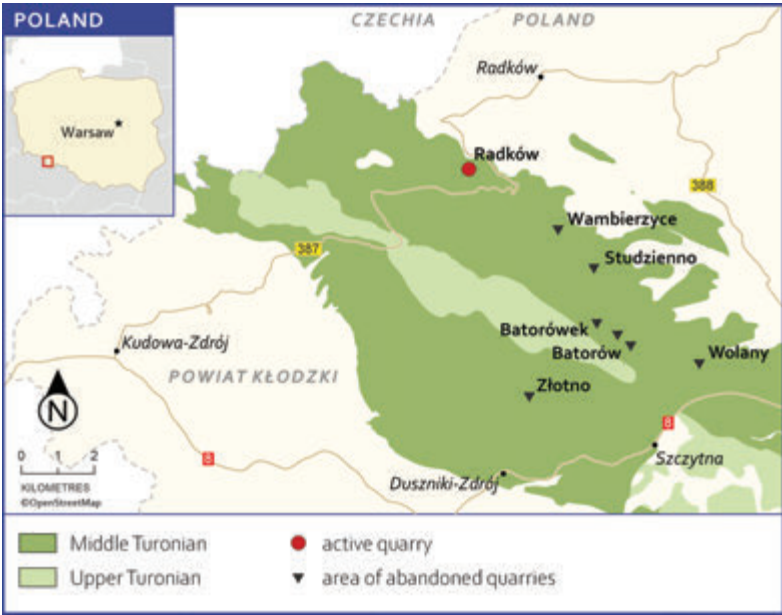 POLAND
Warsaw
CZECHIA
POLAND
Radków
Radków
388
Wambierzyce
387
Studzienno
Batorówek
Batorów
Wolany
Kudowa-Zdrój
POWIAT KŁODZKI
Złotno
N
8
8
Szczytna
Duszniki-Zdrój
0 1 2
KILOMETRES
©OpenStreetMap
Middle Turonian
active quarry
Upper Turonian
area of abandoned quarries